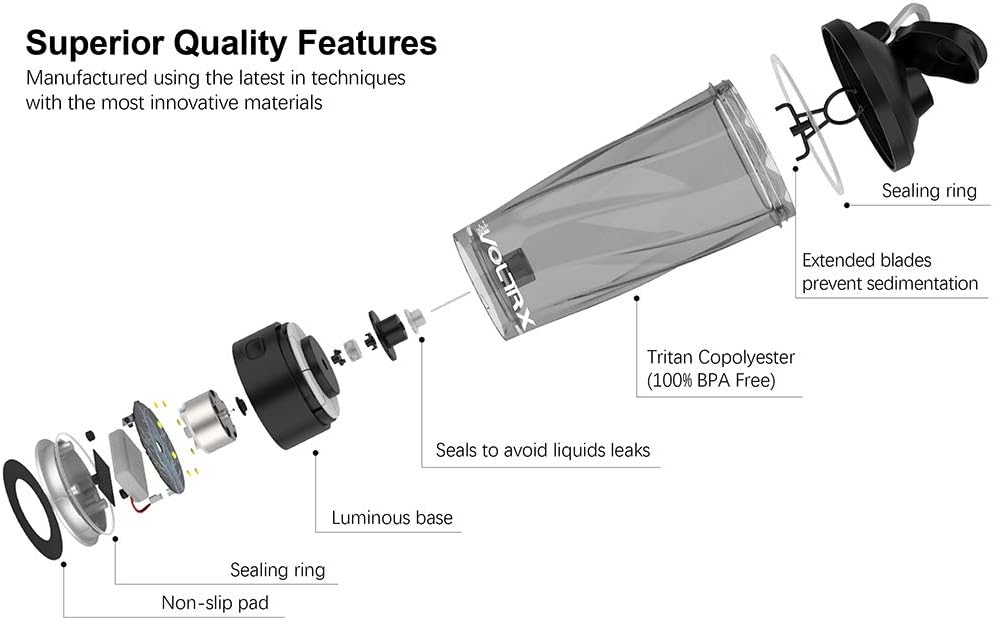 Superior Quality Features
Manufactured using the latest in techniques
with the most innovative materials
Sealing ring
Extended blades
prevent sedimentation
VOLTRX
Tritan Copolyester
(100% BPA Free)
Seals to avoid liquids leaks
Luminous base
Sealing ring
Non-slip pad